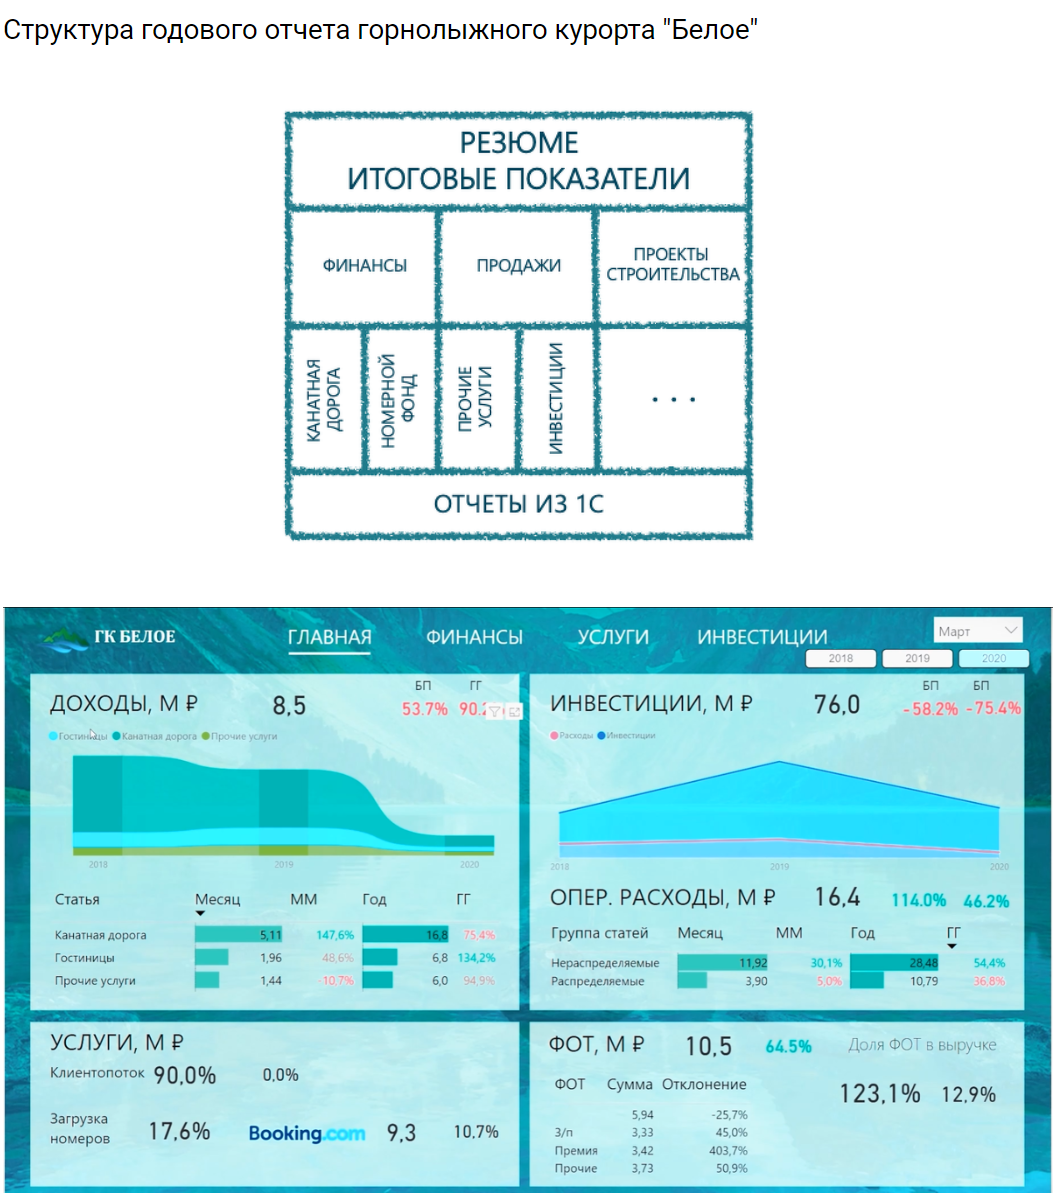 Структура годового отчета горнолыжного курорта "Белое"
РЕЗЮМЕ
ИТОГОВЫЕ ПОКАЗАТЕЛИ
ФИНАНСЫ
ПРОДАЖИ
ПРОЕКТЫ
СТРОИТЕЛЬСТВА
КАНАТНАЯ
ДОРОГА
НОМЕРНОЙ
ФОНД
ПРОЧИЕ
УСЛУГИ
ИНВЕСТИЦИИ
. . .
ОТЧЕТЫ ИЗ 1С
ГК БЕЛОЕ
ГЛАВНАЯ ФИНАНСЫ УСЛУГИ ИНВЕСТИЦИИ
Март
2018 2019 2020
ДОХОДЫ, М ₽ 8,5
БП ГГ
53.7% 90.
Гостиницы Канатная дорога Прочие услуги
2018 2019 2020
Статья Месяц ММ Год ГГ
Канатная дорога 5,11 147,6% 16,8 75,4%
Гостиницы 1,96 48,6% 6,8 134,2%
Прочие услуги 1,44 -10,7% 6,0 94,9%
ИНВЕСТИЦИИ, М ₽ 76,0
БП БП
-58.2% -75.4%
Расходы Инвестиции
2018 2019 2020
ОПЕР. РАСХОДЫ, М ₽ 16,4 114.0% 46.2%
Группа статей Месяц ММ Год ГГ
Нераспределяемые 11,92 30,1% 28,48 54,4%
Распределяемые 3,90 5,0% 10,79 36,8%
УСЛУГИ, М ₽
Клиентопоток 90,0% 0,0%
Загрузка
номеров 17,6% Booking.com 9,3 10,7%
ФОТ, М ₽ 10,5 64.5% Доля ФОТ в выручке
123,1% 12,9%
ФОТ Сумма Отклонение
5,94 -25,7%
З/п 3,33 45,0%
Премия 3,42 403,7%
Прочие 3,73 50,9%